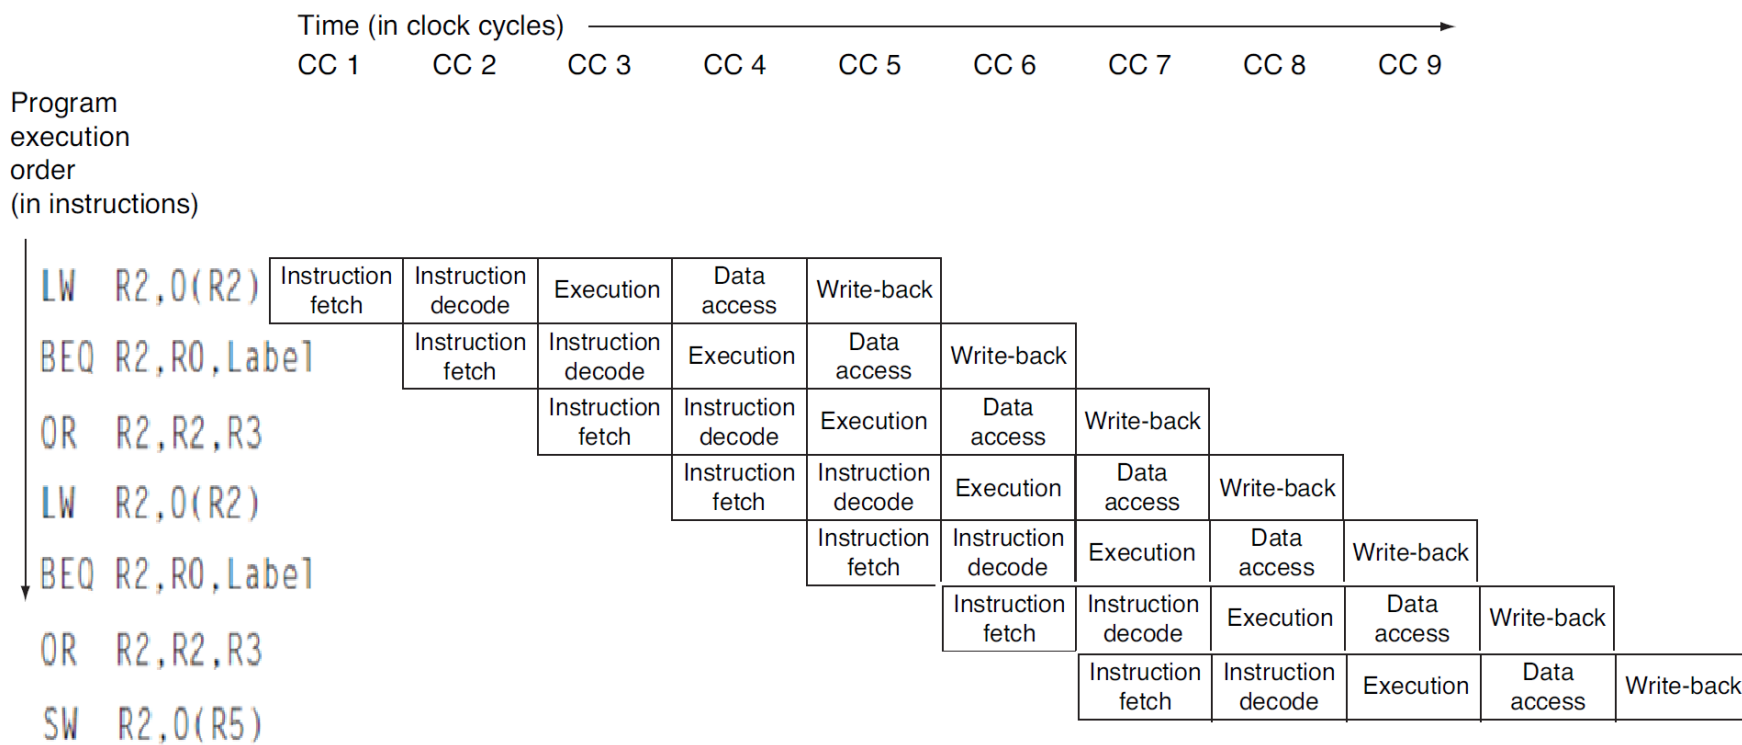 Time (in clock cycles)
CC 1 CC 2 CC 3 CC 4 CC 5 CC 6 CC 7 CC 8 CC 9
Program
execution
order
(in instructions)
LW R2,0(R2)
Instruction fetch
Instruction decode
Execution
Data access
Write-back
BEQ R2,R0,Label
Instruction fetch
Instruction decode
Execution
Data access
Write-back
OR R2,R2,R3
Instruction fetch
Instruction decode
Execution
Data access
Write-back
LW R2,0(R2)
Instruction fetch
Instruction decode
Execution
Data access
Write-back
BEQ R2,R0,Label
Instruction fetch
Instruction decode
Execution
Data access
Write-back
OR R2,R2,R3
Instruction fetch
Instruction decode
Execution
Data access
Write-back
SW R2,0(R5)
Instruction fetch
Instruction decode
Execution
Data access
Write-back